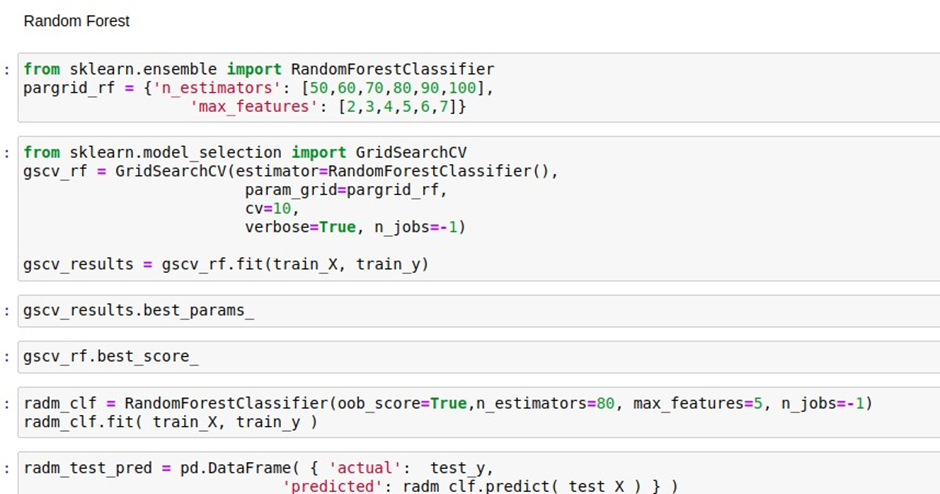 Random Forest
: from sklearn.ensemble import RandomForestClassifier
pargrid_rf = {'n_estimators': [50,60,70,80,90,100],
'max_features': [2,3,4,5,6,7]}
: from sklearn.model_selection import GridSearchCV
gscv_rf = GridSearchCV(estimator=RandomForestClassifier(),
param_grid=pargrid_rf,
cv=10,
verbose=True, n_jobs=-1)
gscv_results = gscv_rf.fit(train_X, train_y)
: gscv_results.best_params_
: gscv_rf.best_score_
: radm_clf = RandomForestClassifier(oob_score=True,n_estimators=80, max_features=5, n_jobs=-1)
radm_clf.fit( train_X, train_y )
: radm_test_pred = pd.DataFrame( { 'actual':  test_y,
'predicted': radm_clf.predict( test_X ) } )